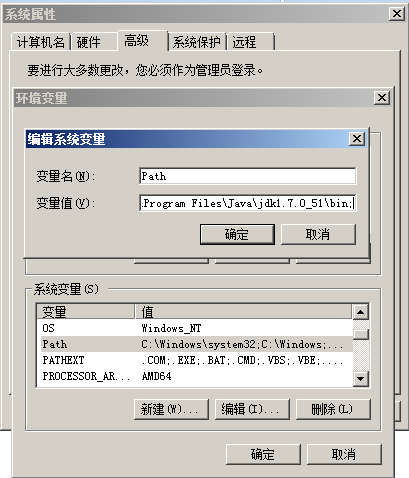 系统属性
计算机名 硬件 高级 系统保护 远程
要进行大多数更改，您必须作为管理员登录。
环境变量
编辑系统变量
变量名(N): Path
变量值(V): Program Files\Java\jdk1.7.0_51\bin;
确定 取消
系统变量(S)
变量 值
OS Windows_NT
Path C:\Windows\system32;C:\Windows;...
PATHEXT .COM;.EXE;.BAT;.CMD;.VBS;.VBE;....
PROCESSOR_AR... AMD64
新建(W)... 编辑(I)... 删除(L)
确定 取消